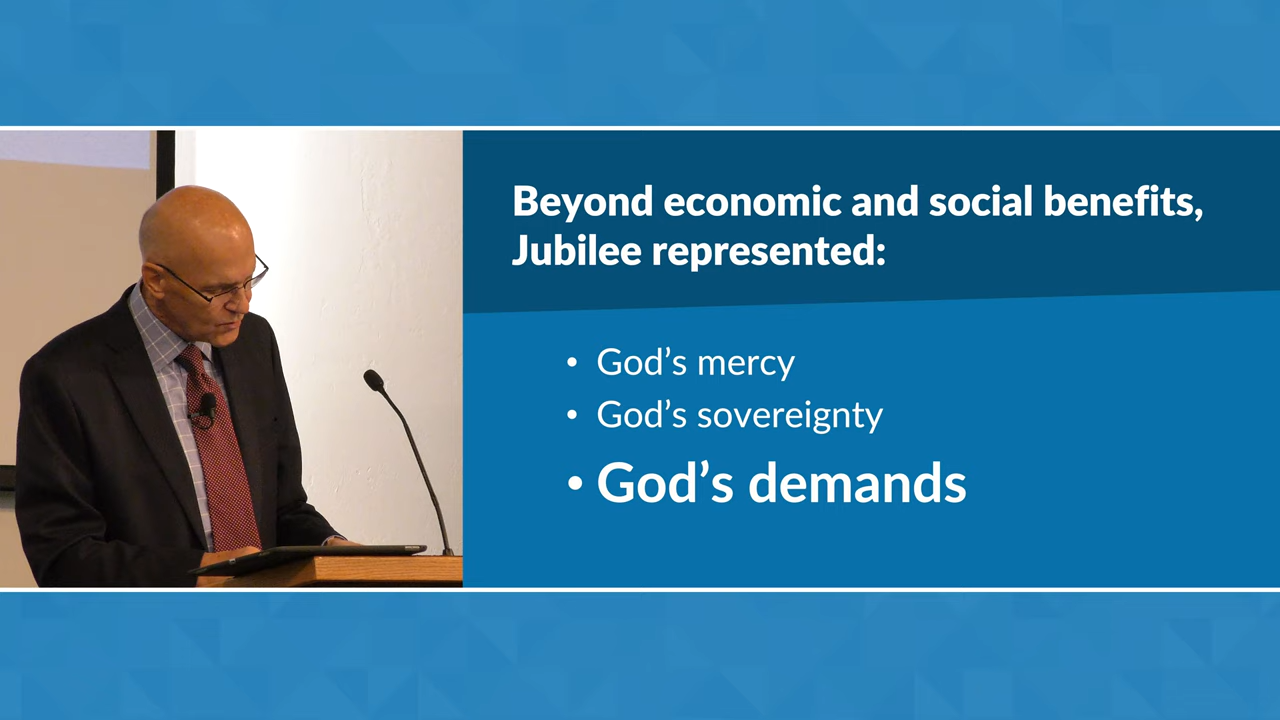 Beyond economic and social benefits,
Jubilee represented:
• God’s mercy
• God’s sovereignty
• God’s demands